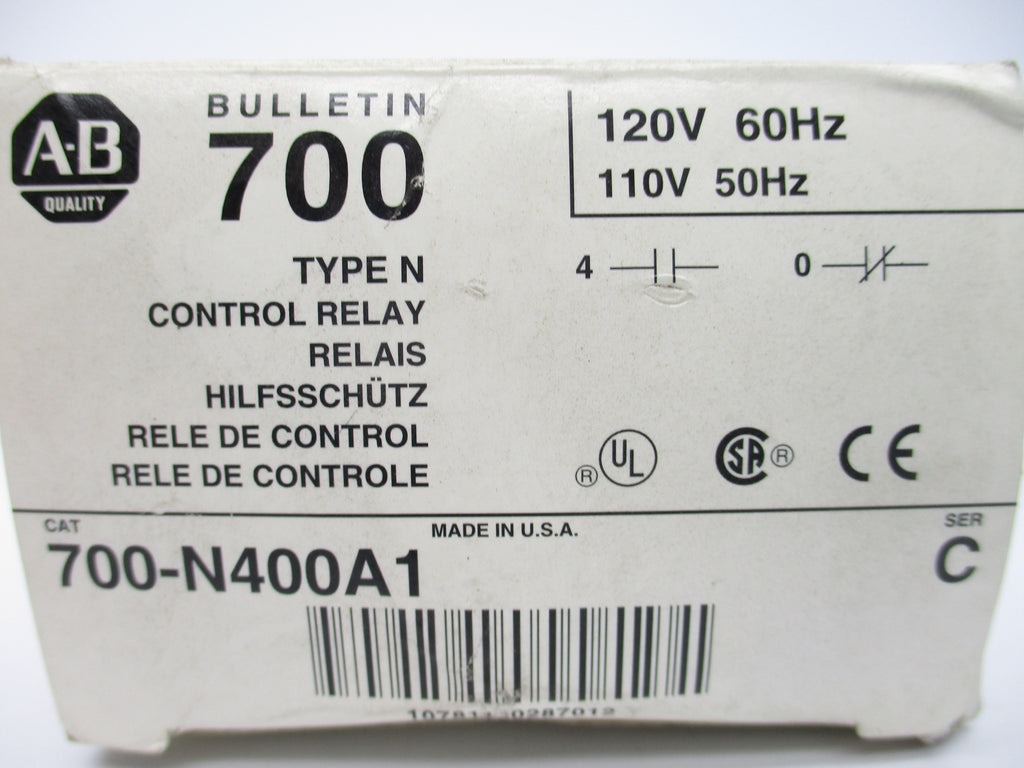 A-B
QUALITY
BULLETIN
700
120V 60Hz
110V 50Hz
TYPE N
4
0
CONTROL RELAY
RELAIS
HILFSSCHÜTZ
RELE DE CONTROL
RELE DE CONTROLE
® UL
SA ®
CE
CAT
MADE IN U.S.A.
SER
700-N400A1
C